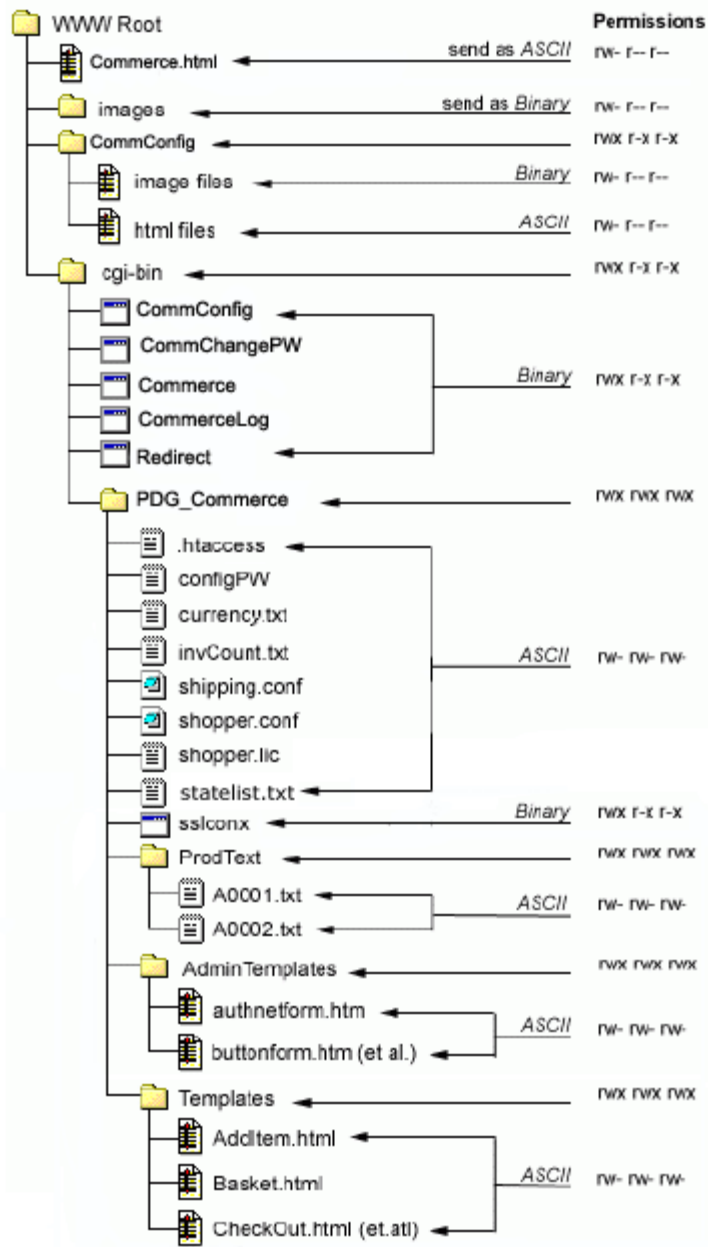 WWW Root Permissions
Commerce.html send as ASCII rw- r-- r--
images send as Binary rw- r-- r--
CommConfig rwx r-x r-x
image files Binary rw- r-- r--
html files ASCII rw- r-- r--
cgi-bin rwx r-x r-x
CommConfig
CommChangePW
Commerce Binary rwx r-x r-x
CommerceLog
Redirect
PDG_Commerce rwx rwx rwx
.htaccess
configPW
currency.txt
invCount.txt ASCII rw- rw- rw-
shipping.conf
shopper.conf
shopper.lic
statelist.txt
sslconx Binary rwx r-x r-x
ProdText rwx rwx rwx
A0001.txt ASCII rw- rw- rw-
A0002.txt
AdminTemplates rwx rwx rwx
authnetform.htm ASCII rw- rw- rw-
buttonform.htm (et al.)
Templates rwx rwx rwx
AddItem.html
Basket.html ASCII rw- rw- rw-
CheckOut.html (et.atl)